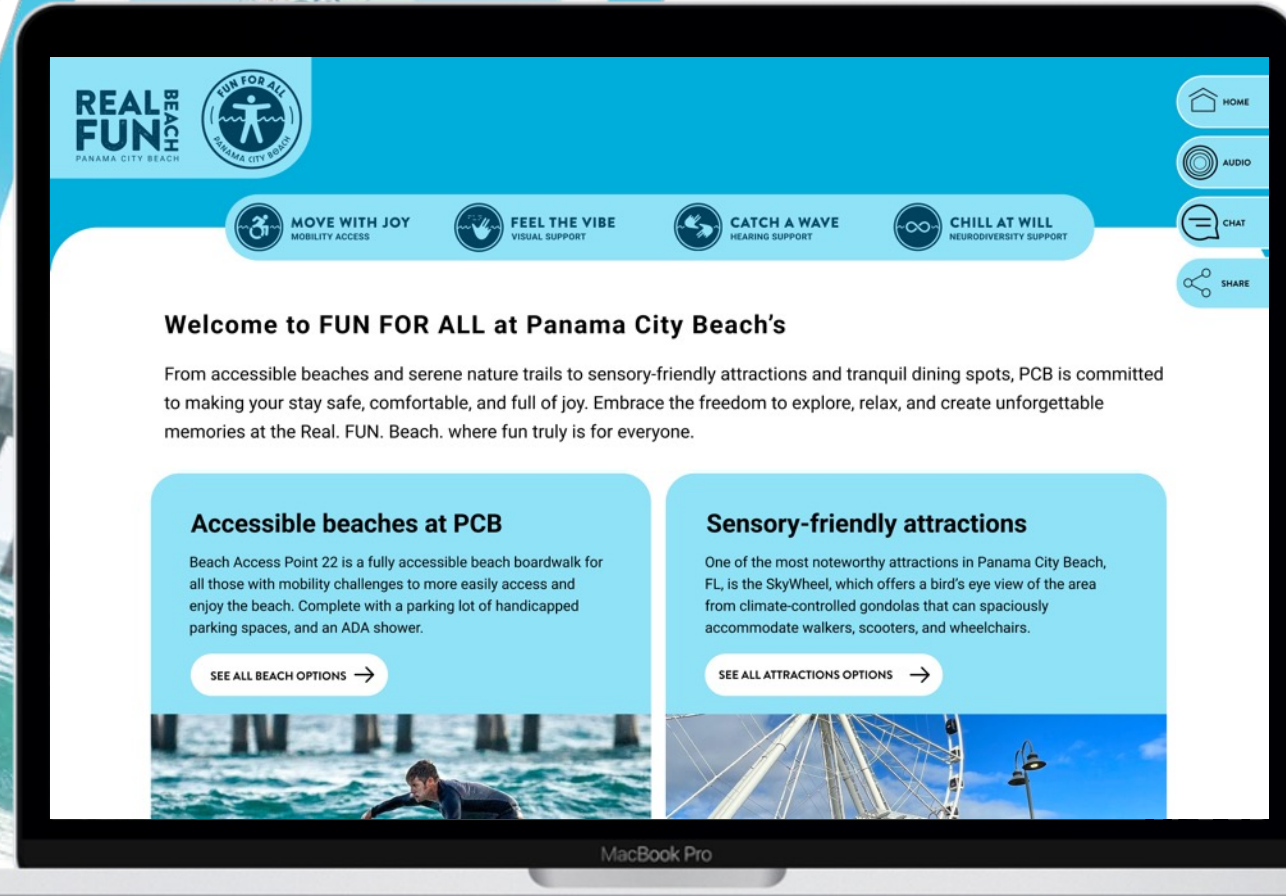 REAL
FUN
BEACH
PANAMA CITY BEACH
FUN FOR ALL
PANAMA CITY BEACH
HOME
AUDIO
CHAT
SHARE
MOVE WITH JOY
MOBILITY ACCESS
FEEL THE VIBE
VISUAL SUPPORT
CATCH A WAVE
HEARING SUPPORT
CHILL AT WILL
NEURODIVERSITY SUPPORT
Welcome to FUN FOR ALL at Panama City Beach’s
From accessible beaches and serene nature trails to sensory-friendly attractions and tranquil dining spots, PCB is committed
to making your stay safe, comfortable, and full of joy. Embrace the freedom to explore, relax, and create unforgettable
memories at the Real. FUN. Beach. where fun truly is for everyone.
Accessible beaches at PCB
Beach Access Point 22 is a fully accessible beach boardwalk for
all those with mobility challenges to more easily access and
enjoy the beach. Complete with a parking lot of handicapped
parking spaces, and an ADA shower.
SEE ALL BEACH OPTIONS
Sensory-friendly attractions
One of the most noteworthy attractions in Panama City Beach,
FL, is the SkyWheel, which offers a bird’s eye view of the area
from climate-controlled gondolas that can spaciously
accommodate walkers, scooters, and wheelchairs.
SEE ALL ATTRACTIONS OPTIONS
MacBook Pro